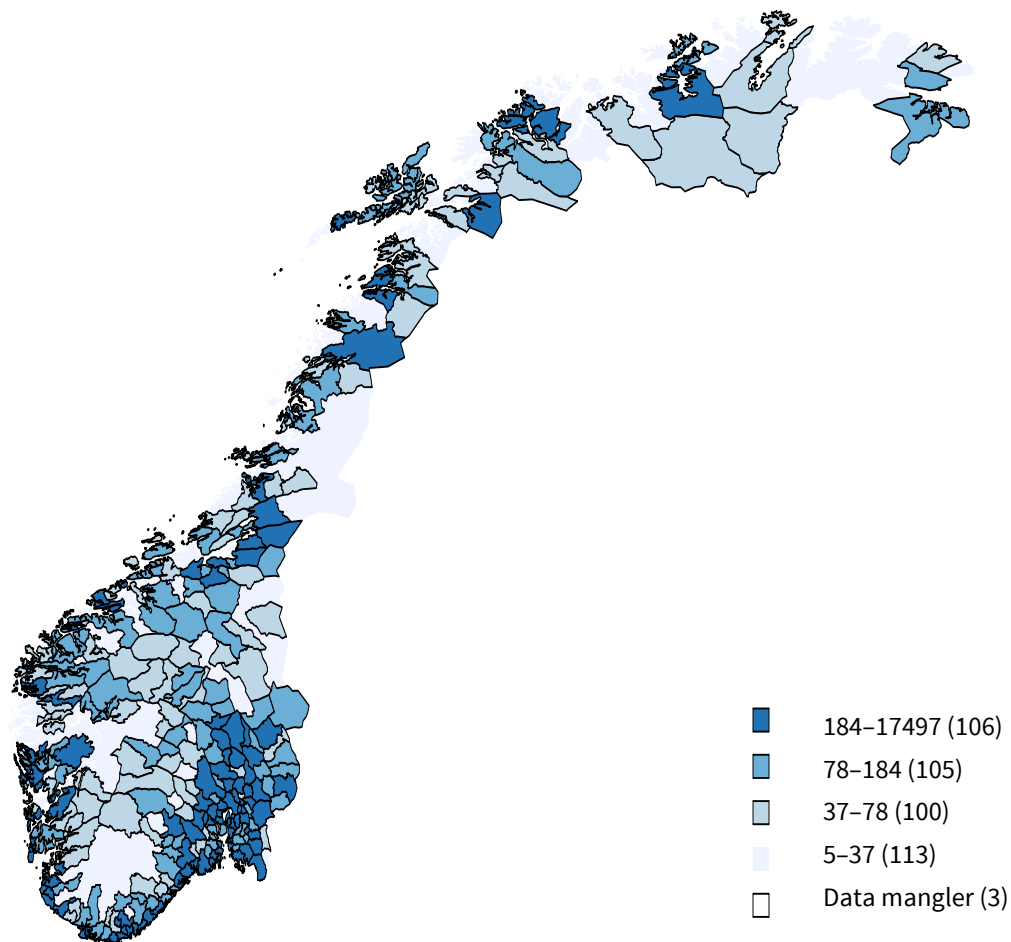 184–17497 (106)
78–184 (105)
37–78 (100)
5–37 (113)
Data mangler (3)